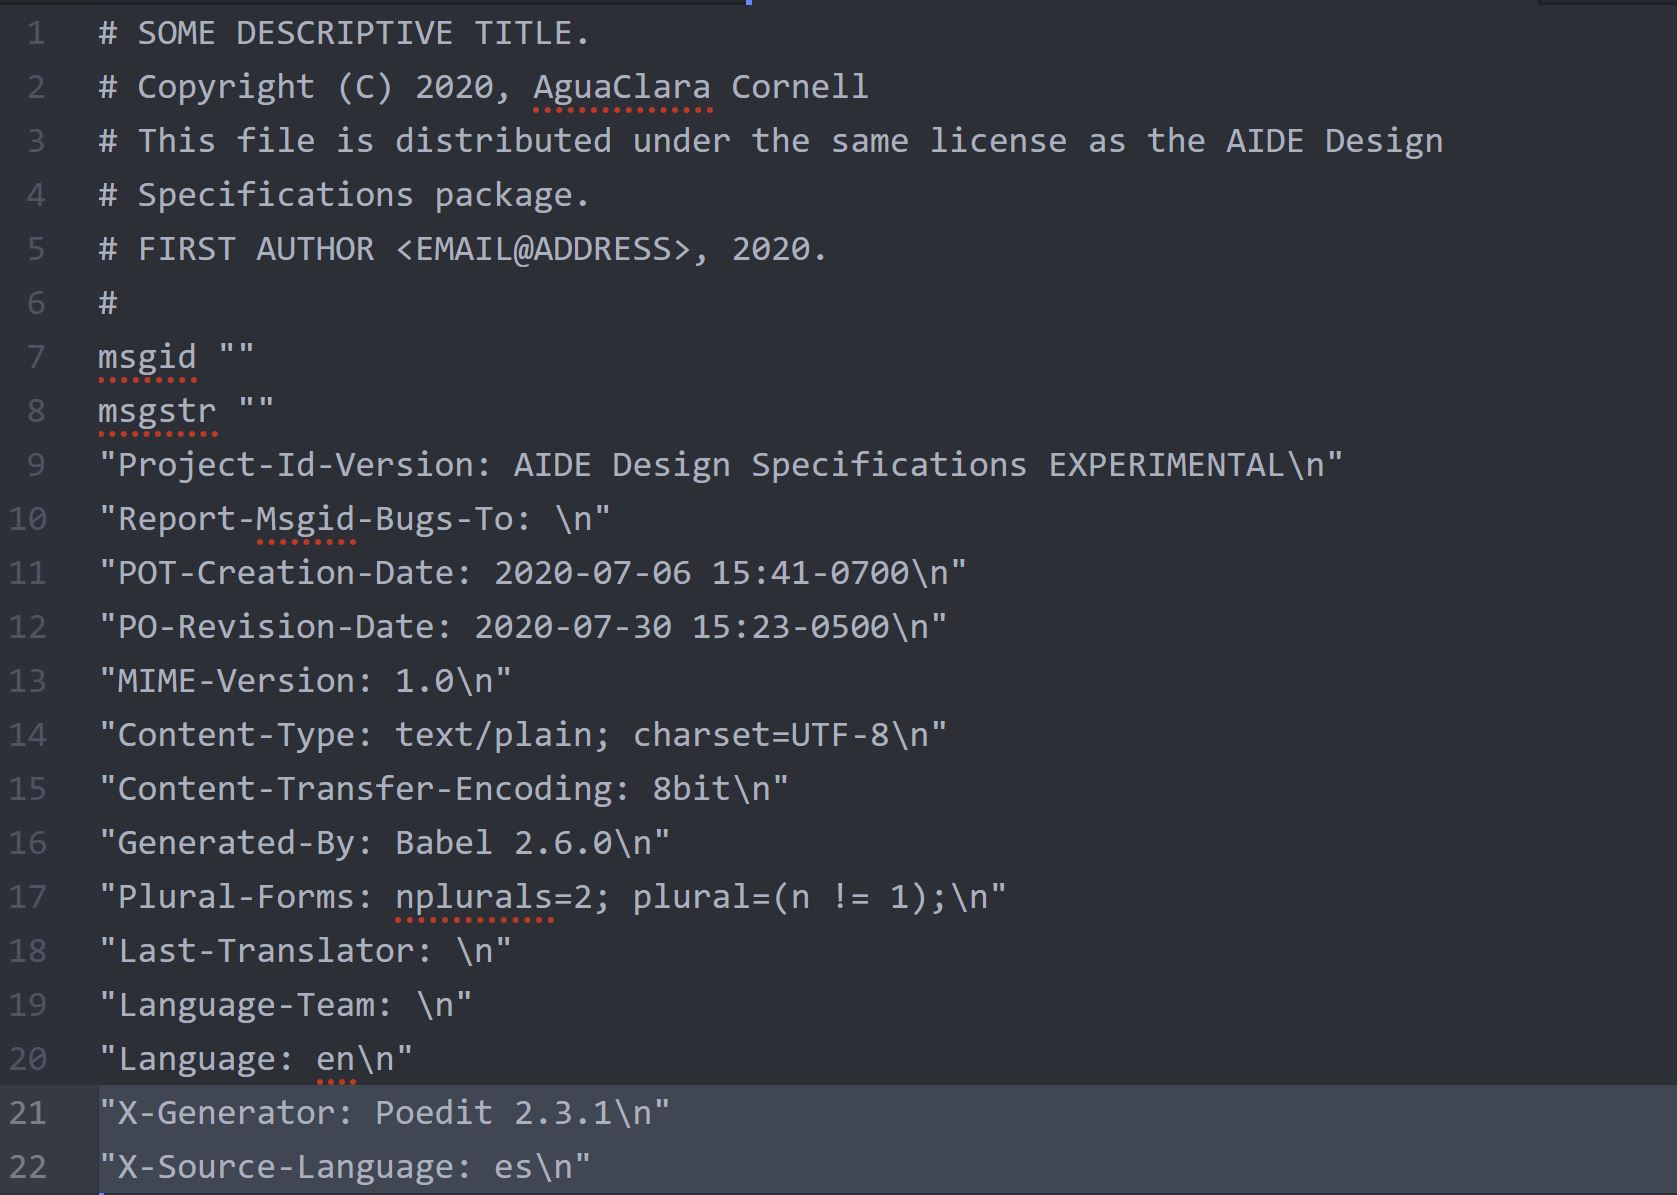 1 # SOME DESCRIPTIVE TITLE.
2 # Copyright (C) 2020, AguaClara Cornell
3 # This file is distributed under the same license as the AIDE Design
4 # Specifications package.
5 # FIRST AUTHOR <EMAIL@ADDRESS>, 2020.
6 #
7 msgid ""
8 msgstr ""
9 "Project-Id-Version: AIDE Design Specifications EXPERIMENTAL\n"
10 "Report-Msgid-Bugs-To: \n"
11 "POT-Creation-Date: 2020-07-06 15:41-0700\n"
12 "PO-Revision-Date: 2020-07-30 15:23-0500\n"
13 "MIME-Version: 1.0\n"
14 "Content-Type: text/plain; charset=UTF-8\n"
15 "Content-Transfer-Encoding: 8bit\n"
16 "Generated-By: Babel 2.6.0\n"
17 "Plural-Forms: nplurals=2; plural=(n != 1);\n"
18 "Last-Translator: \n"
19 "Language-Team: \n"
20 "Language: en\n"
21 "X-Generator: Poedit 2.3.1\n"
22 "X-Source-Language: es\n"